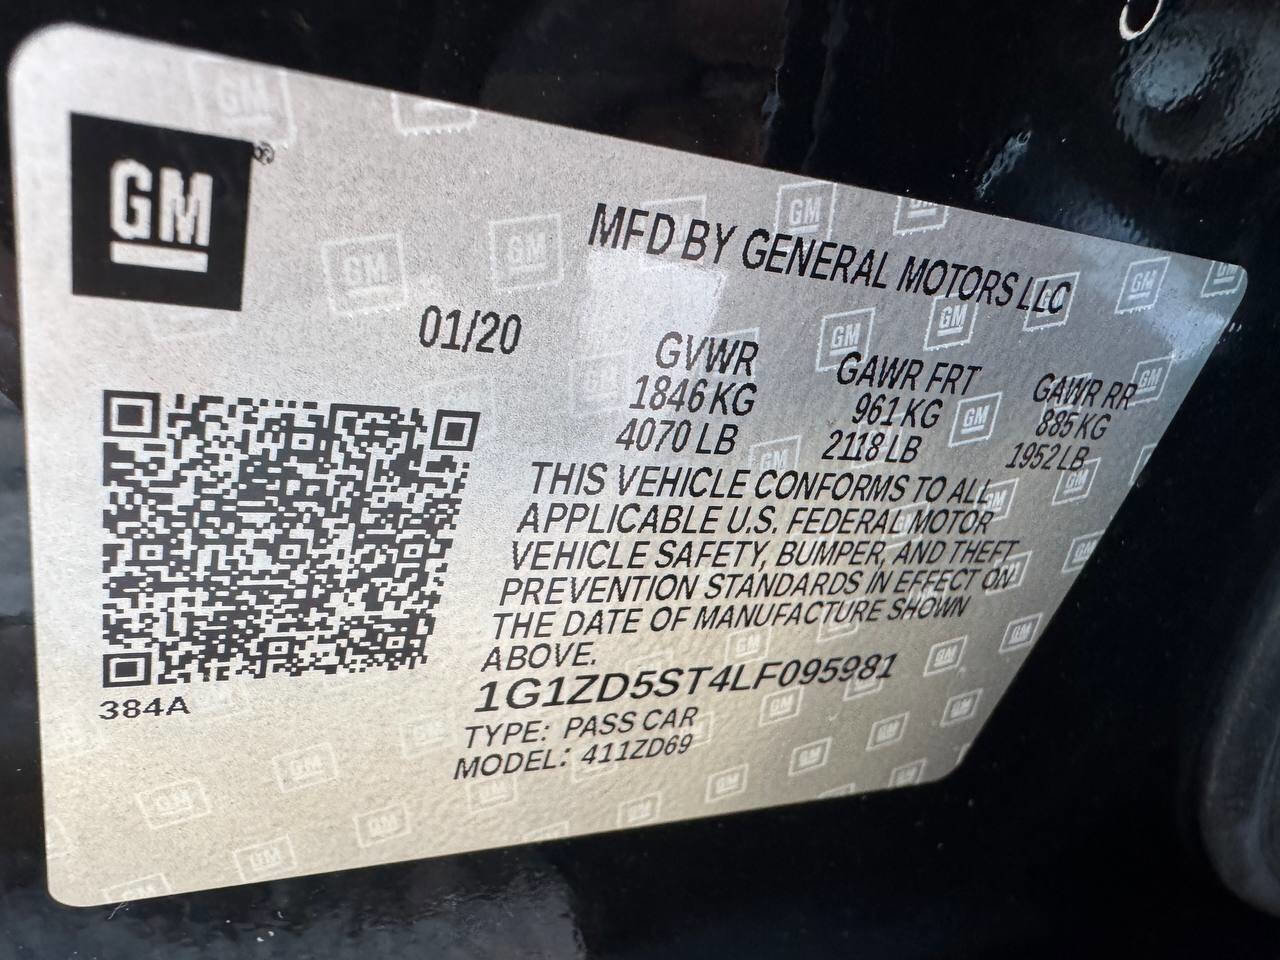 GM®
MFD BY GENERAL MOTORS LLC
01/20
GVWR GAWR FRT GAWR RR
1846 KG 961 KG 885 KG
4070 LB 2118 LB 1952 LB
THIS VEHICLE CONFORMS TO ALL
APPLICABLE U.S. FEDERAL MOTOR
VEHICLE SAFETY, BUMPER, AND THEFT
PREVENTION STANDARDS IN EFFECT ON
THE DATE OF MANUFACTURE SHOWN
ABOVE.
1G1ZD5ST4LF095981
TYPE: PASS CAR
MODEL: 411ZD69
384A